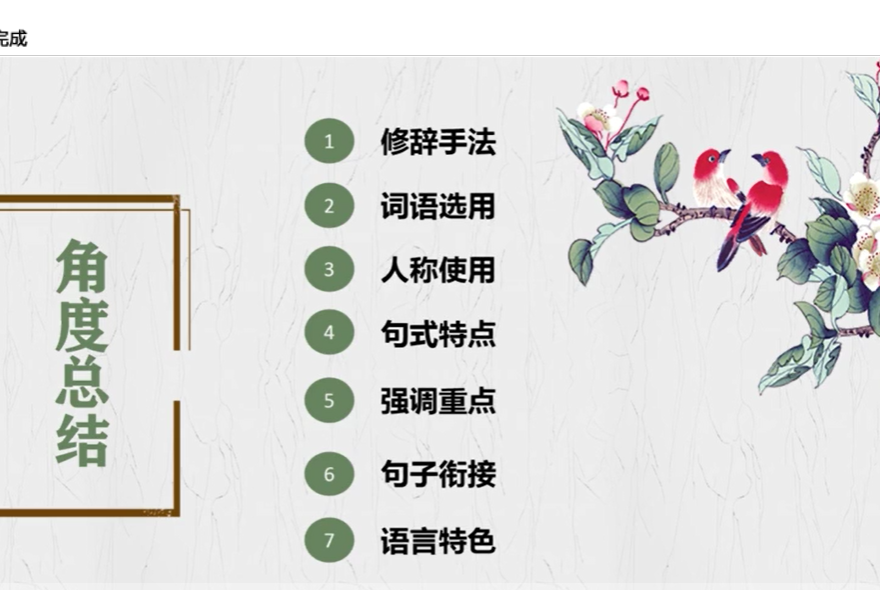 完成
角度总结
1 修辞手法
2 词语选用
3 人称使用
4 句式特点
5 强调重点
6 句子衔接
7 语言特色